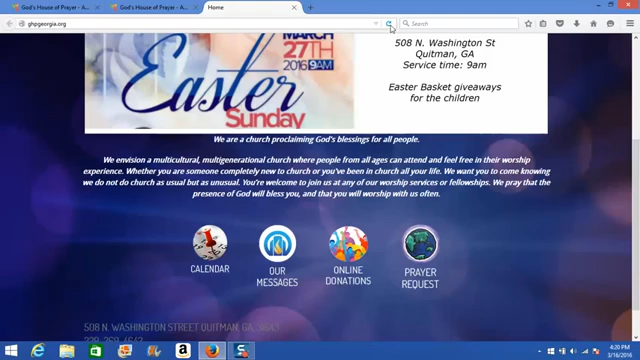 God's House of Prayer - A...
God's House of Prayer - A...
Home
ghpgeorgia.org
Search
MARCH
27TH
2016 9AM
Easter
Sunday
508 N. Washington St
Quitman, GA
Service time: 9am
Easter Basket giveaways
for the children
We are a church proclaiming God's blessings for all people.
We envision a multicultural, multigenerational church where people from all ages can attend and feel free in their worship
experience. Whether you are someone completely new to church or you've been in church all your life. We want you to come knowing
we do not do church as usual but as unusual. You're welcome to join us at any of our worship services or fellowships. We pray that the
presence of God will bless you, and that you will worship with us often.
CALENDAR
OUR
MESSAGES
ONLINE
DONATIONS
PRAYER
REQUEST
508 N. WASHINGTON STREET QUITMAN, GA
4:20 PM
3/16/2016